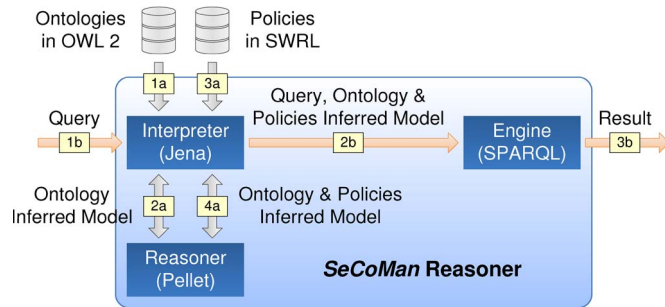 Ontologies
in OWL 2
Policies
in SWRL
1a
3a
Query
1b
Interpreter
(Jena)
Query, Ontology &
Policies Inferred Model
2b
Engine
(SPARQL)
Result
3b
Ontology
Inferred Model
2a
4a
Ontology & Policies
Inferred Model
Reasoner
(Pellet)
SeCoMan Reasoner